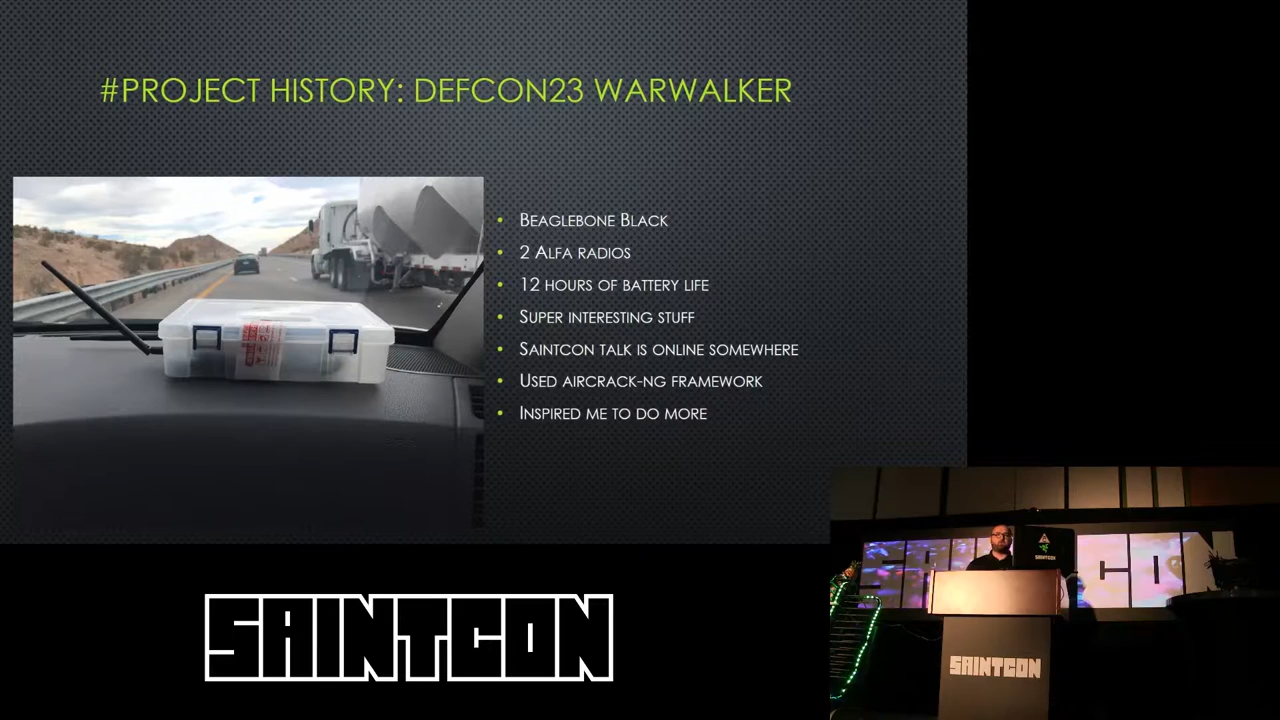 #PROJECT HISTORY: DEFCON23 WARWALKER
• BEAGLEBONE BLACK
• 2 ALFA RADIOS
• 12 HOURS OF BATTERY LIFE
• SUPER INTERESTING STUFF
• SAINTCON TALK IS ONLINE SOMEWHERE
• USED AIRCRACK-NG FRAMEWORK
• INSPIRED ME TO DO MORE
SAINTCON
SAINTCON
SAINTCON